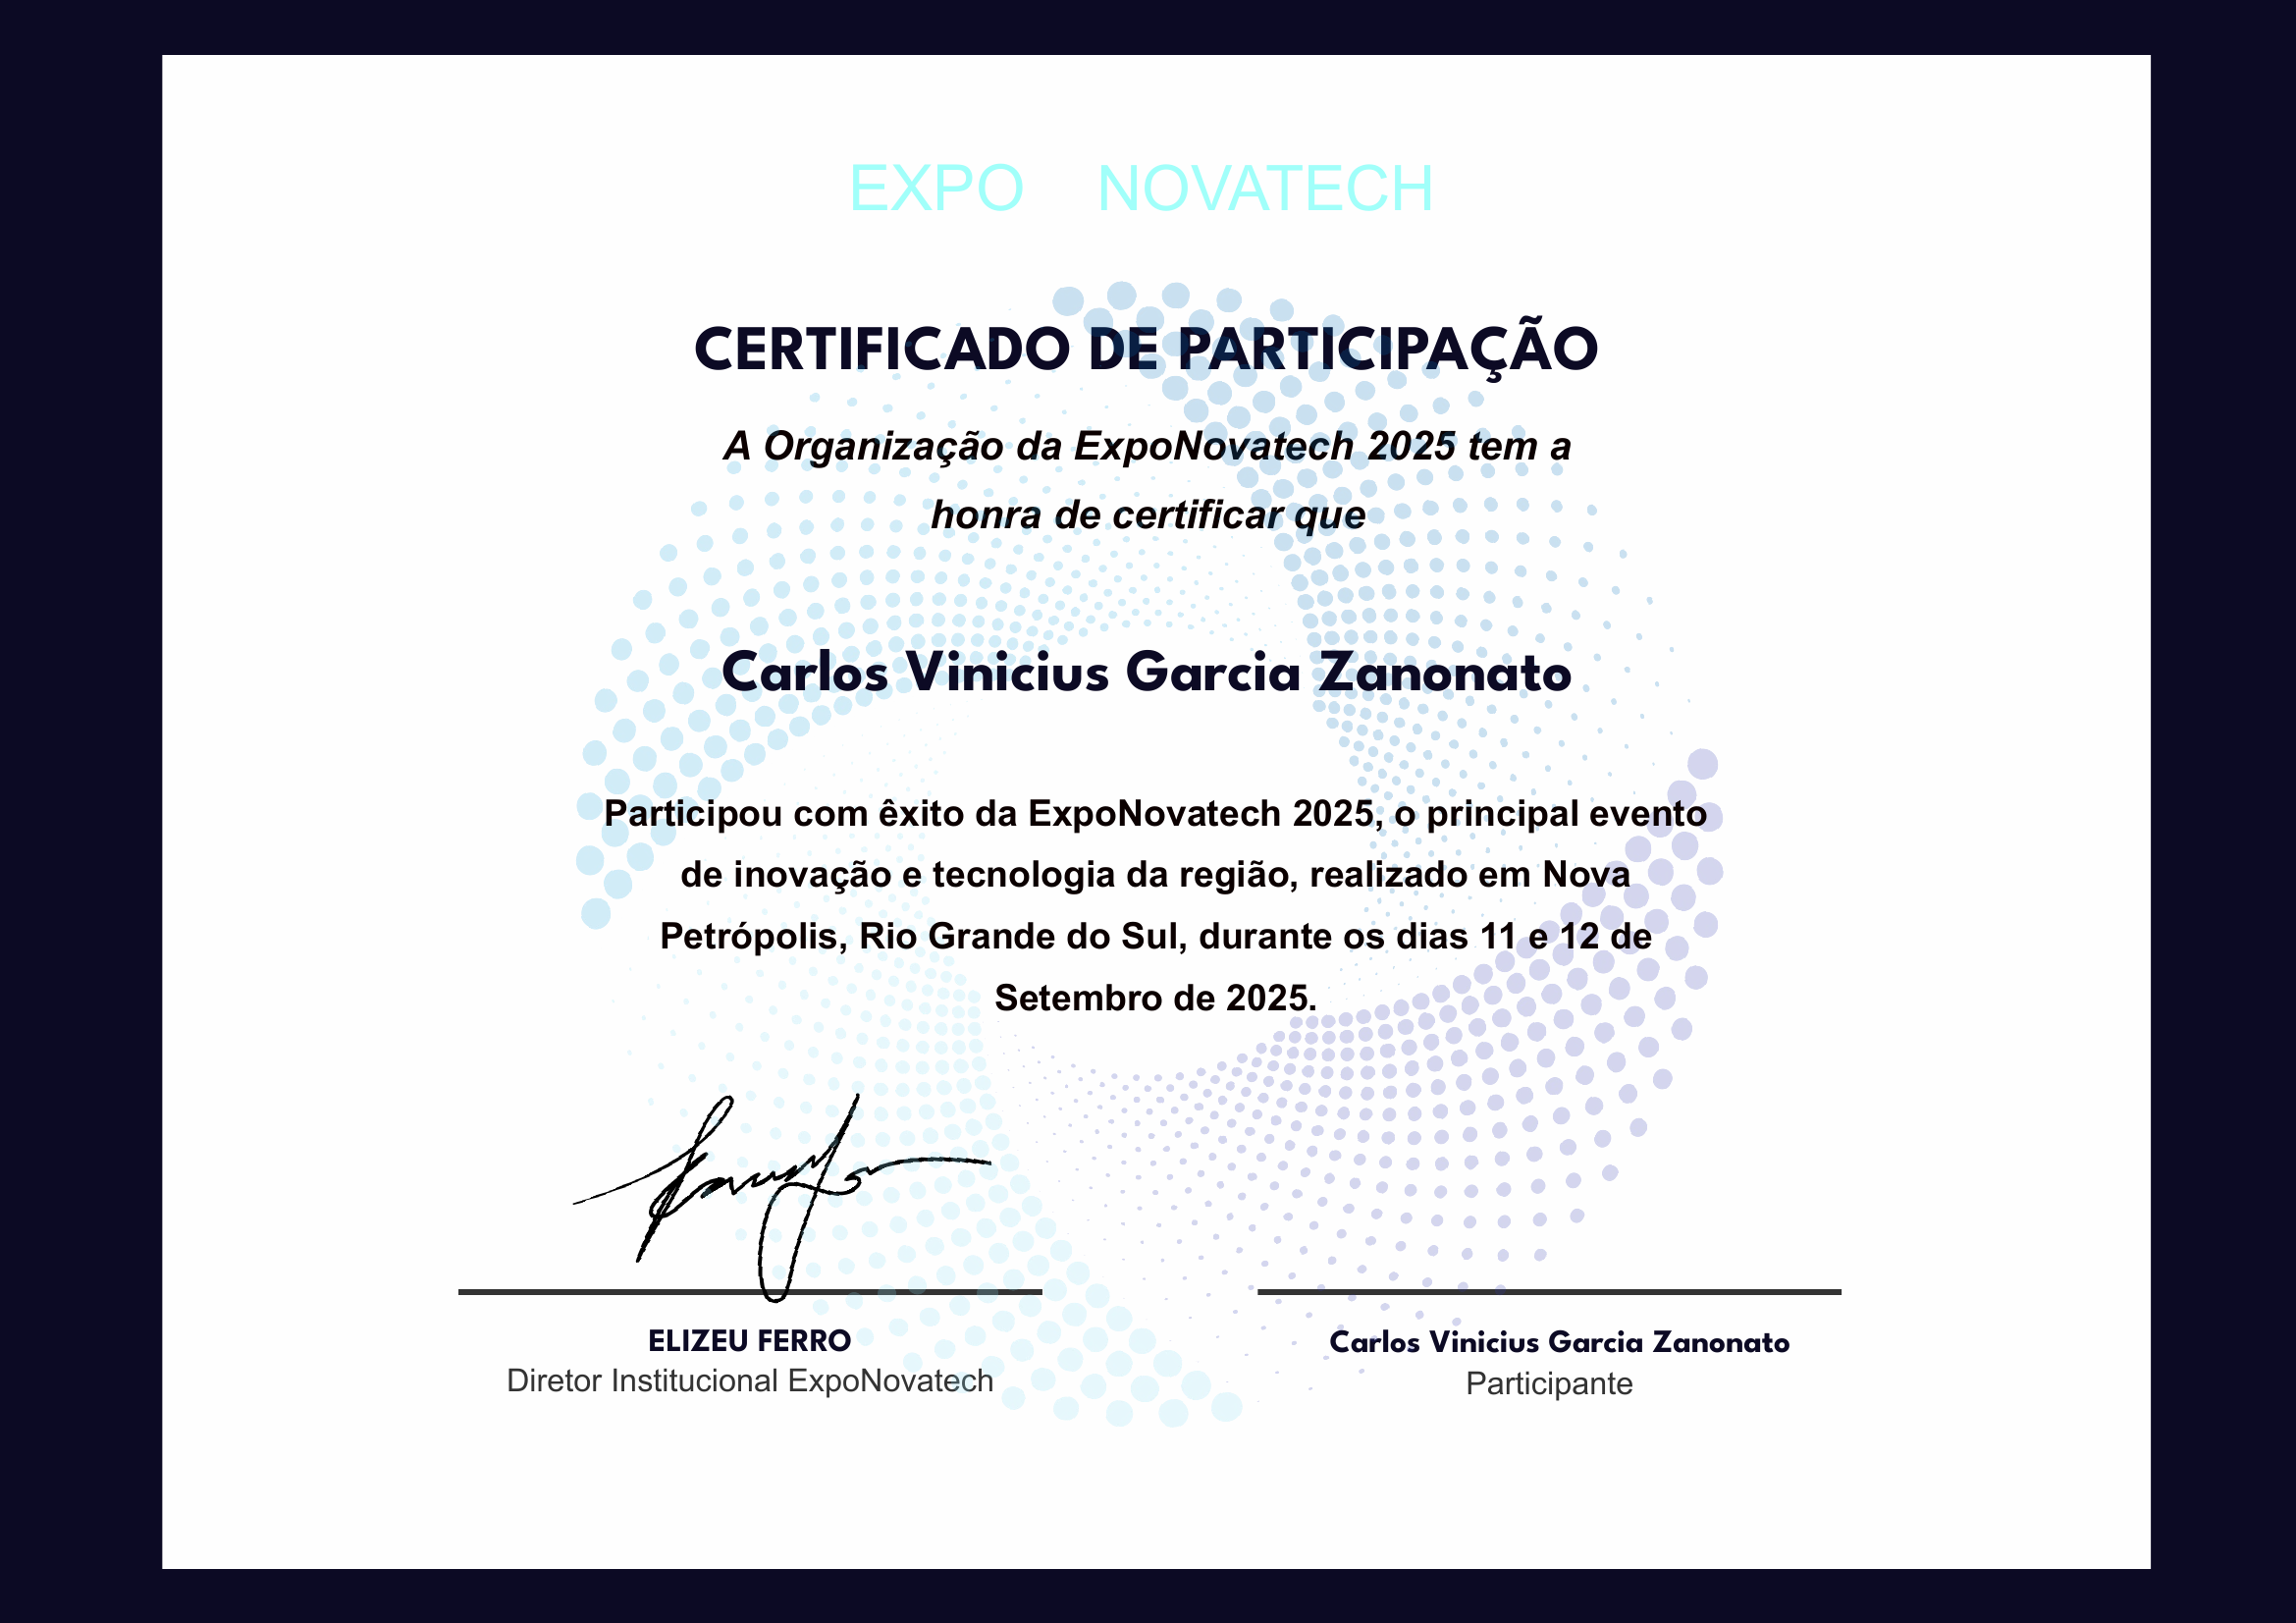 EXPO NOVATECH
CERTIFICADO DE PARTICIPAÇÃO
A Organização da ExpoNovatech 2025 tem a
honra de certificar que
Carlos Vinicius Garcia Zanonato
Participou com êxito da ExpoNovatech 2025, o principal evento
de inovação e tecnologia da região, realizado em Nova
Petrópolis, Rio Grande do Sul, durante os dias 11 e 12 de
Setembro de 2025.
ELIZEU FERRO
Diretor Institucional ExpoNovatech
Carlos Vinicius Garcia Zanonato
Participante